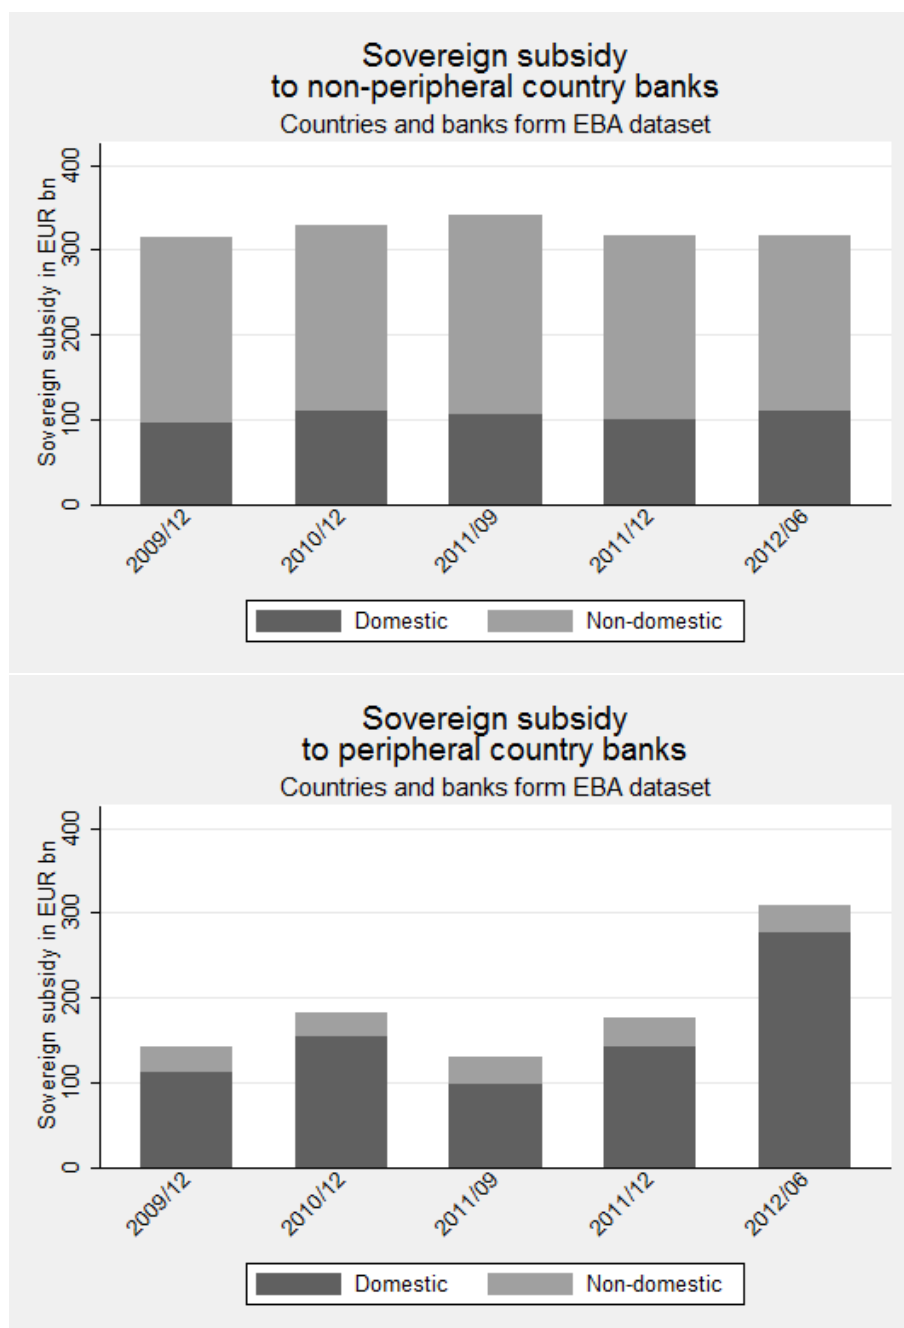 Sovereign subsidy
to non-peripheral country banks
Countries and banks form EBA dataset
Sovereign subsidy in EUR bn
400
300
200
100
0
2009/12
2010/12
2011/09
2011/12
2012/06
Domestic
Non-domestic
Sovereign subsidy
to peripheral country banks
Countries and banks form EBA dataset
Sovereign subsidy in EUR bn
400
300
200
100
0
2009/12
2010/12
2011/09
2011/12
2012/06
Domestic
Non-domestic